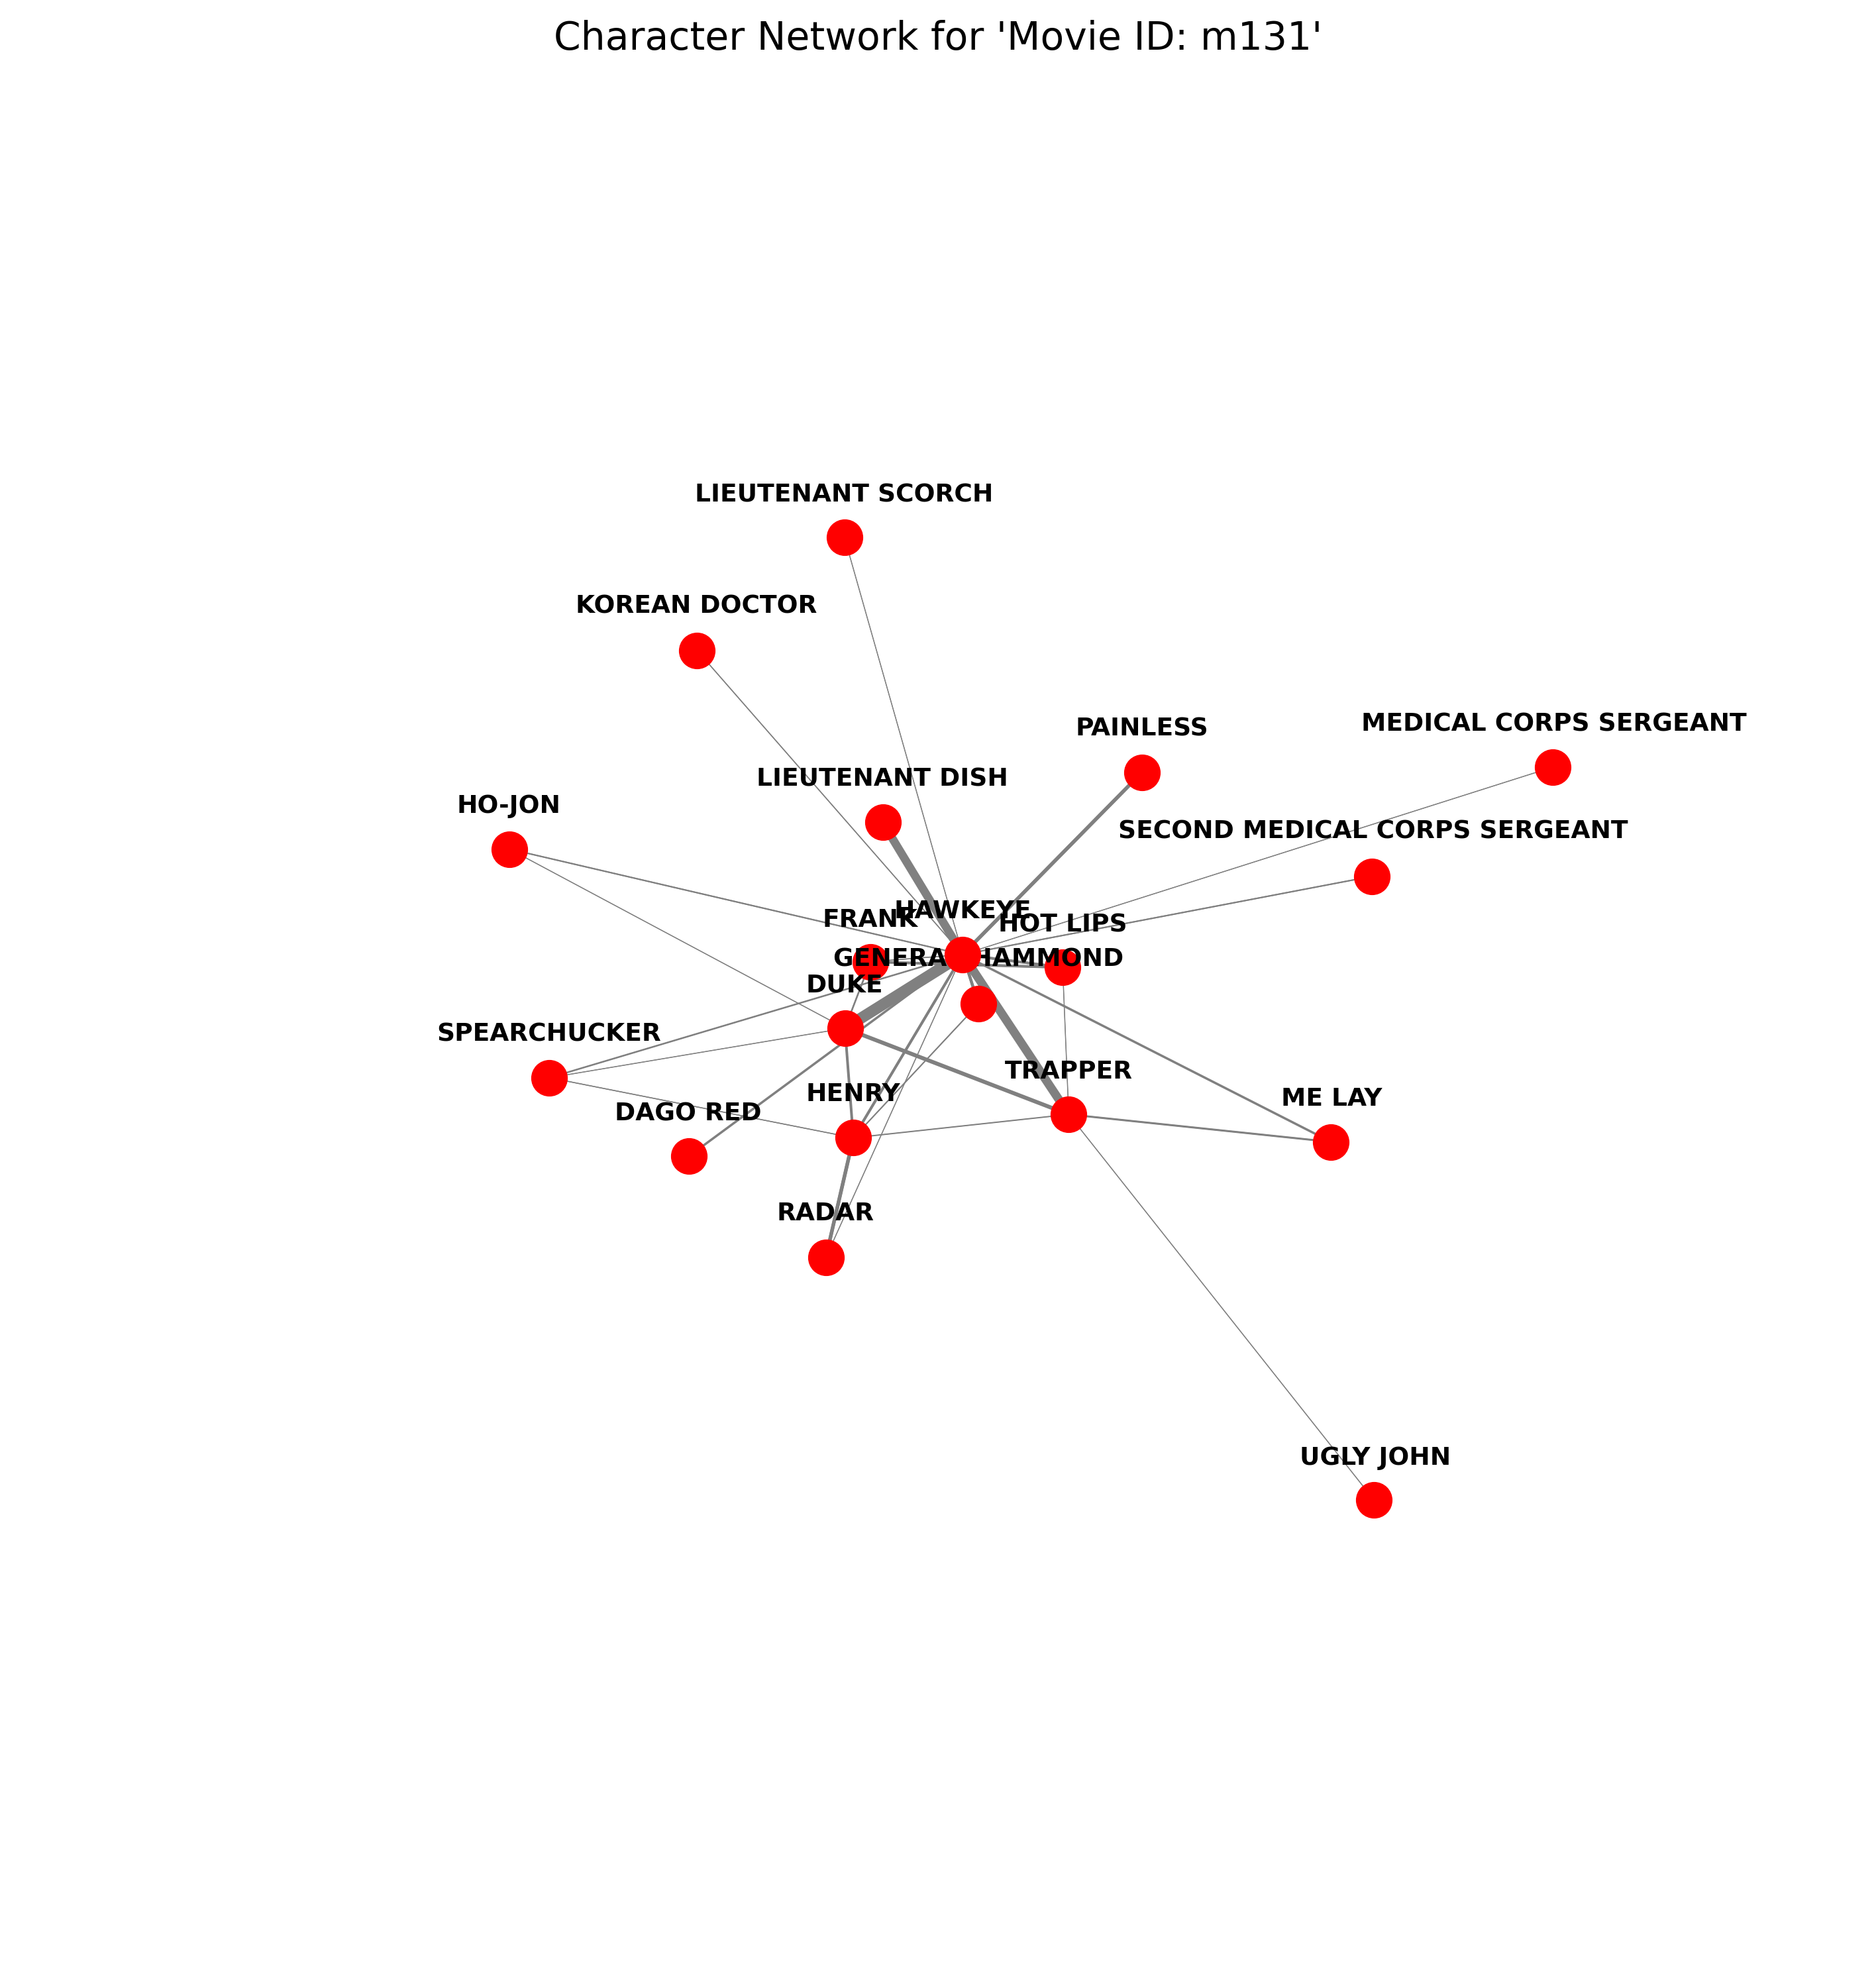 Character Network for 'Movie ID: m131'
LIEUTENANT SCORCH
KOREAN DOCTOR
PAINLESS
MEDICAL CORPS SERGEANT
LIEUTENANT DISH
HO-JON
SECOND MEDICAL CORPS SERGEANT
HAWKEYE
FRANK
HOT LIPS
GENERAL HAMMOND
DUKE
SPEARCHUCKER
TRAPPER
HENRY
ME LAY
DAGO RED
RADAR
UGLY JOHN